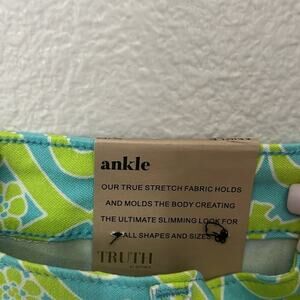 ankle
OUR TRUE STRETCH FABRIC HOLDS
AND MOLDS THE BODY CREATING
THE ULTIMATE SLIMMING LOOK FOR
ALL SHAPES AND SIZES
TRUTH